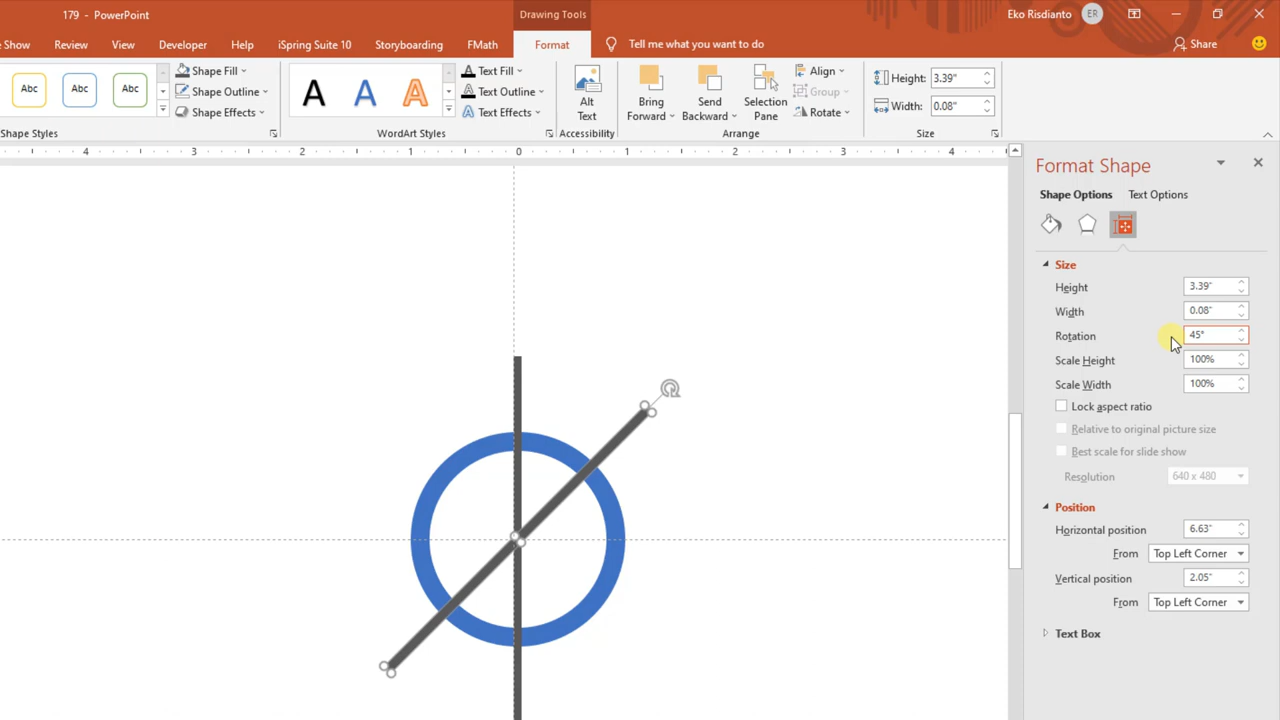 179 - PowerPoint
Drawing Tools
Eko Risdianto ER
Show Review View Developer Help iSpring Suite 10 Storyboarding FMath Format Tell me what you want to do Share
Abc Abc Abc
Shape Fill
Shape Outline
Shape Effects
Shape Styles
A A A
Text Fill
Text Outline
Text Effects
WordArt Styles
Alt
Text
Accessibility
Bring
Forward
Send
Backward
Selection
Pane
Align
Group
Rotate
Arrange
Height: 3.39"
Width: 0.08"
Size
4 3 2 1 0 1 2 3 4
Format Shape
Shape Options Text Options
Size
Height 3.39"
Width 0.08"
Rotation 45°
Scale Height 100%
Scale Width 100%
Lock aspect ratio
Relative to original picture size
Best scale for slide show
Resolution 640 x 480
Position
Horizontal position 6.63"
From Top Left Corner
Vertical position 2.05"
From Top Left Corner
Text Box